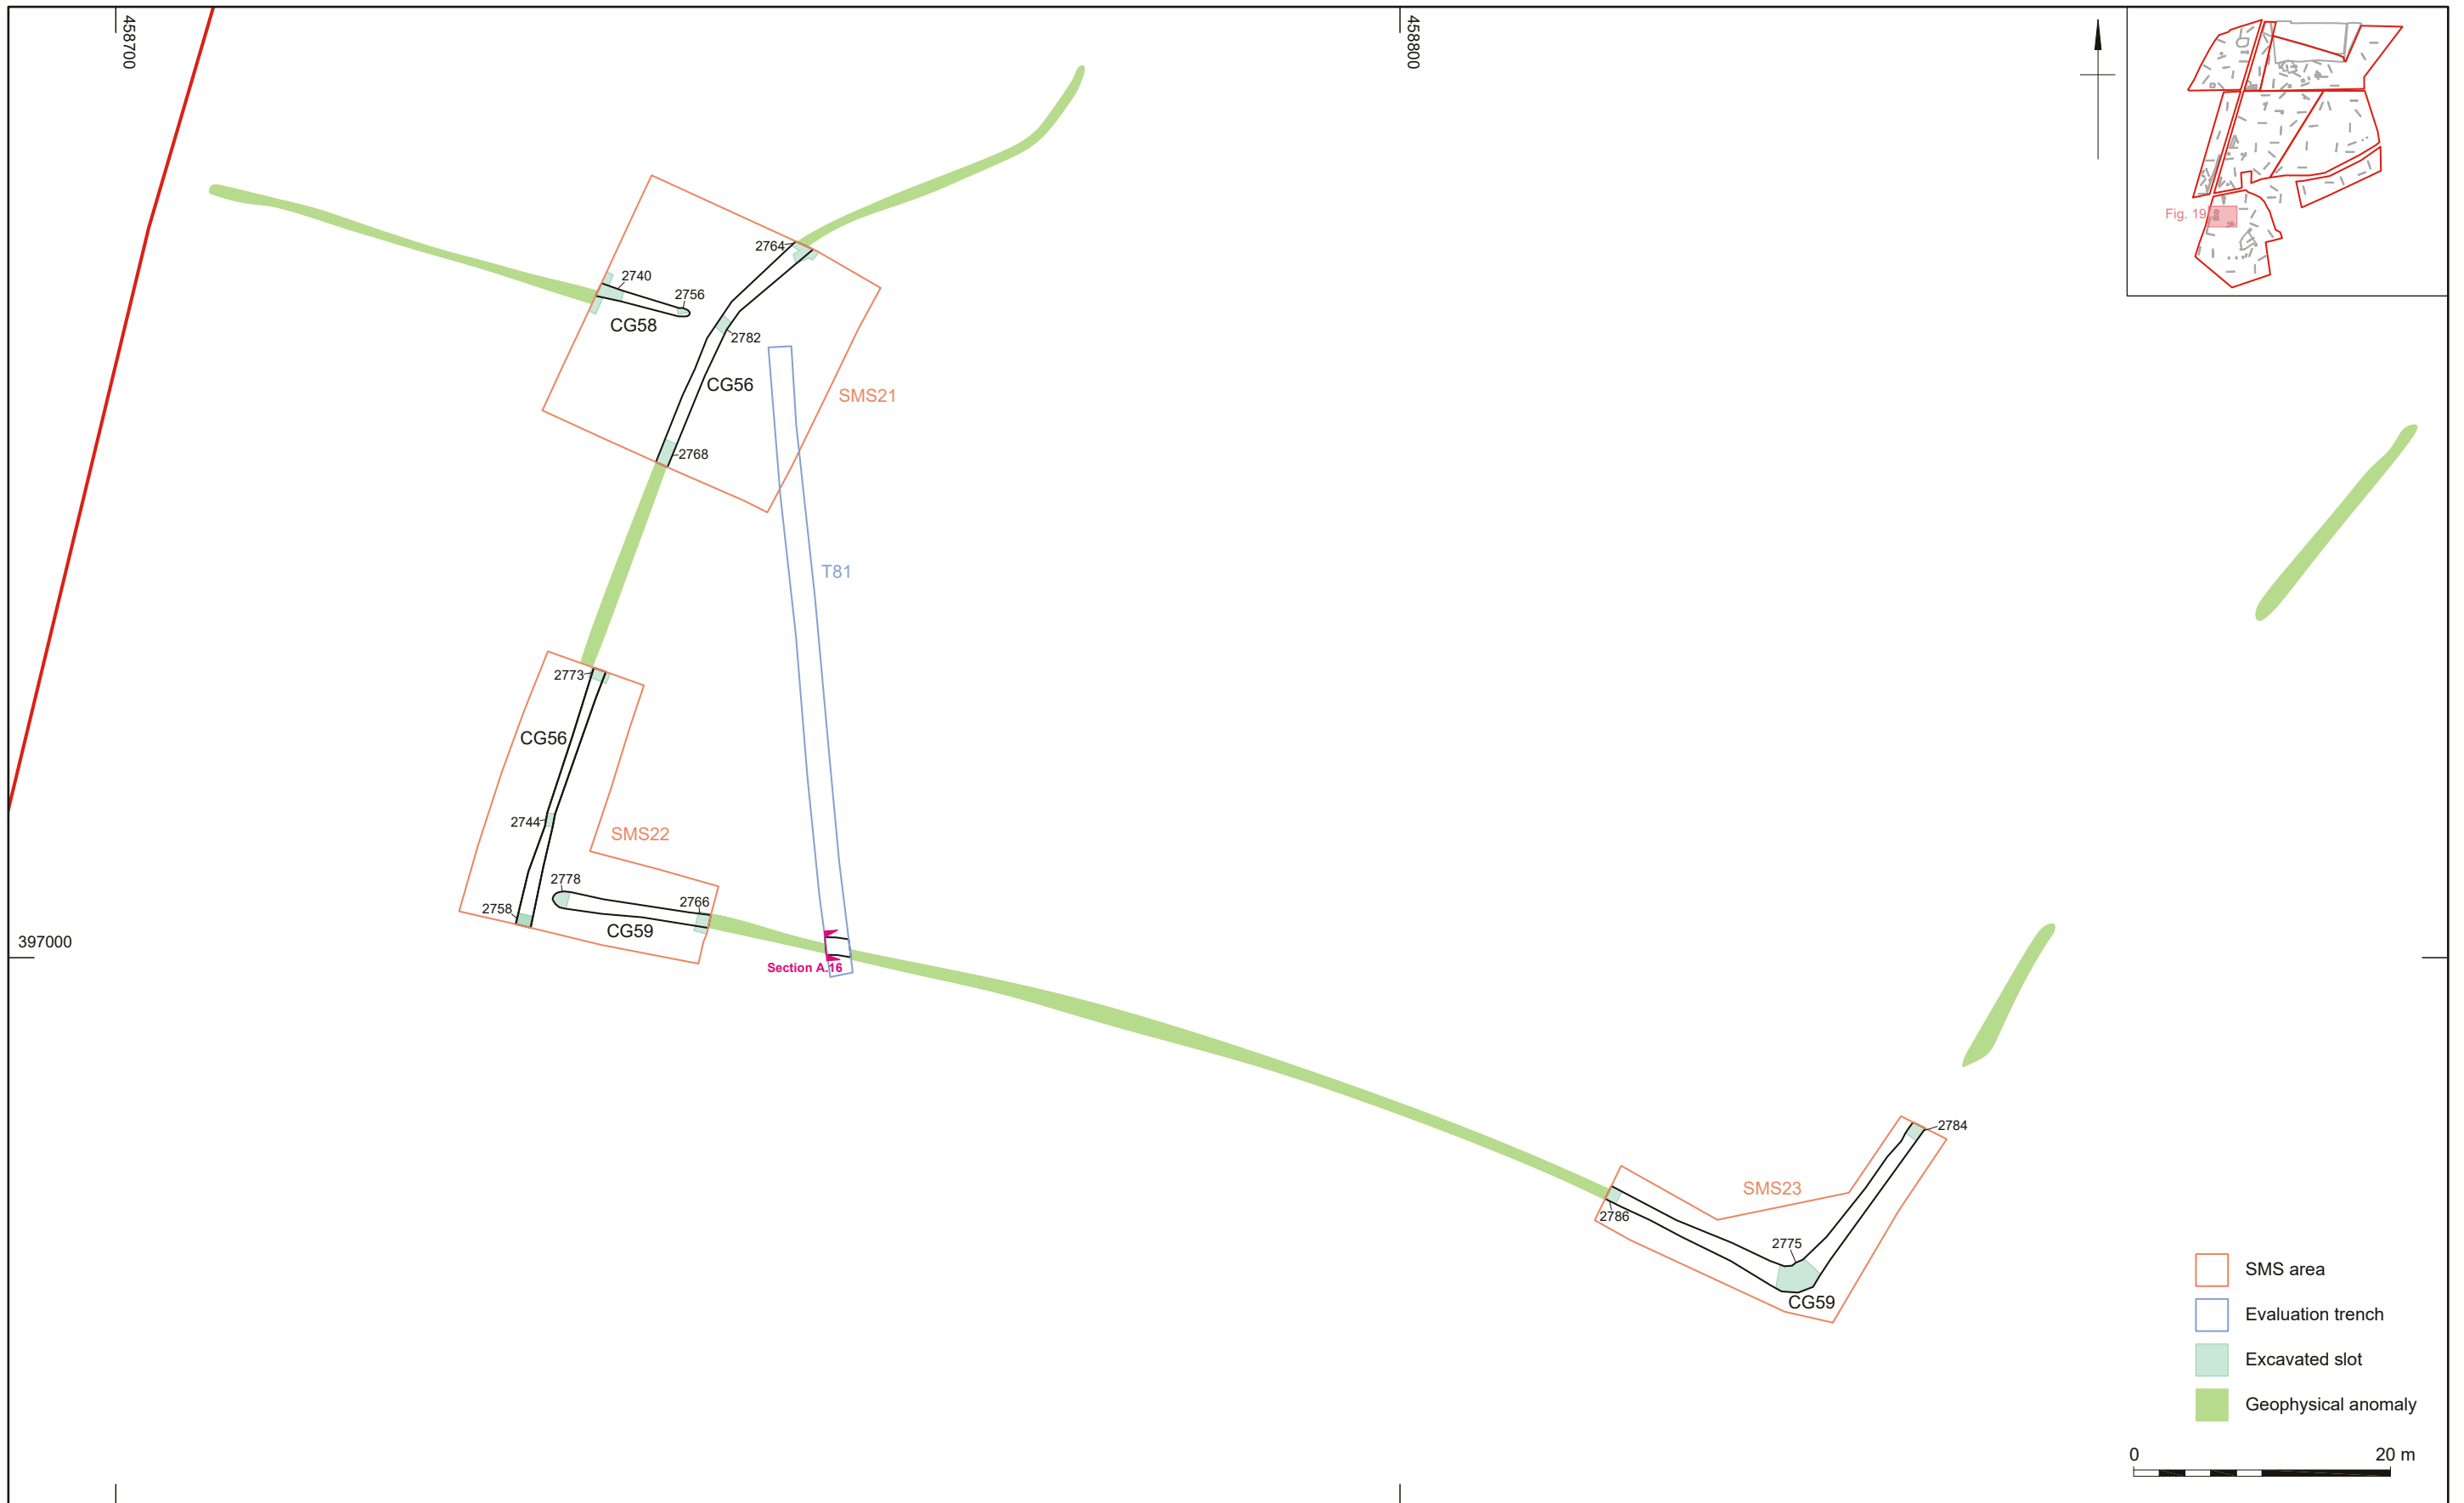 458700
458800
Fig. 19
2764
2740
2756
CG58
2782
CG56
SMS21
2768
T81
2773
CG56
2744
SMS22
2778
2766
2758
CG59
397000
Section A.16
2784
SMS23
2786
2775
CG59
SMS area
Evaluation trench
Excavated slot
Geophysical anomaly
0 20 m